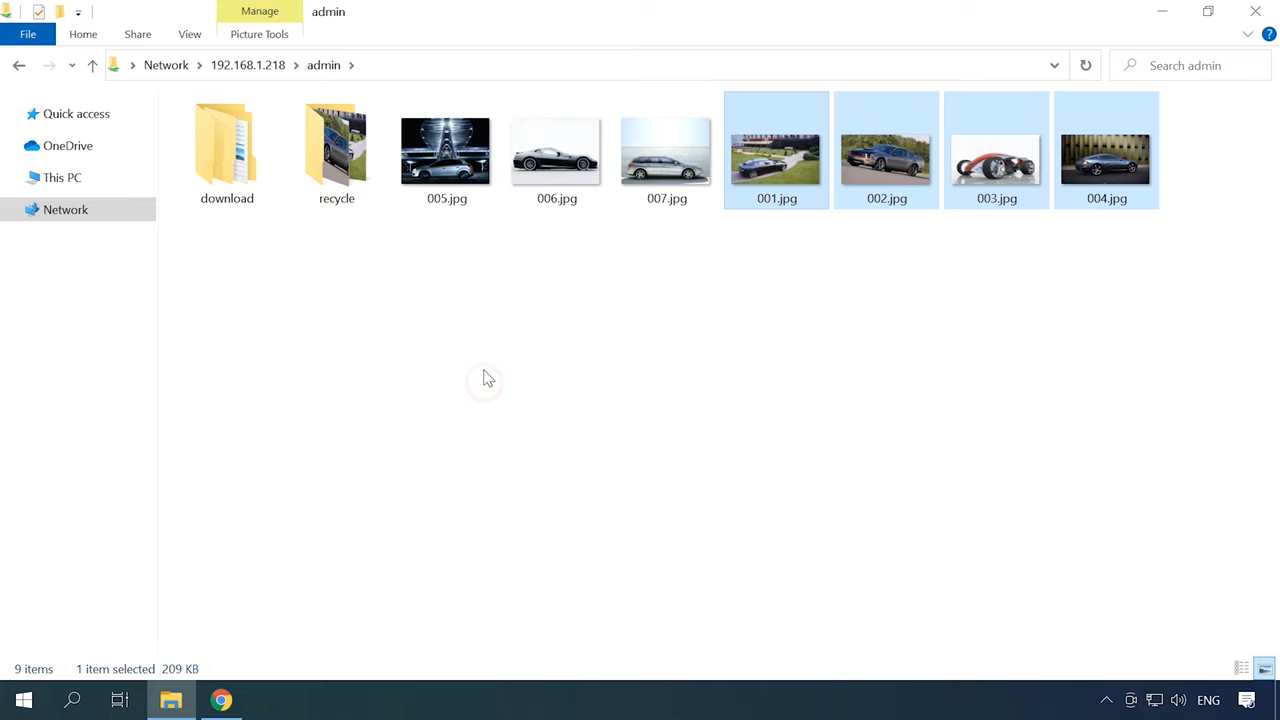 Manage
admin
File
Home
Share
View
Picture Tools
Network
192.168.1.218
admin
Search admin
Quick access
OneDrive
This PC
Network
download
recycle
005.jpg
006.jpg
007.jpg
001.jpg
002.jpg
003.jpg
004.jpg
9 items
1 item selected 209 KB
ENG